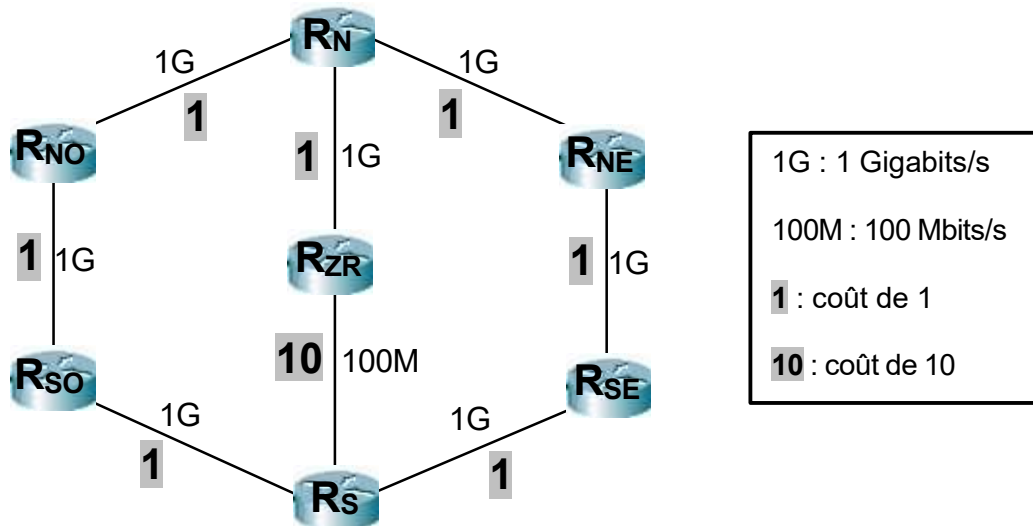 RN
1G
1G
1
1
1
1G
RNO
RNE
1G : 1 Gigabits/s
100M : 100 Mbits/s
1 : coût de 1
10 : coût de 10
1
1G
RZR
1
1G
10
100M
RSO
RSE
1G
1G
1
1
RS